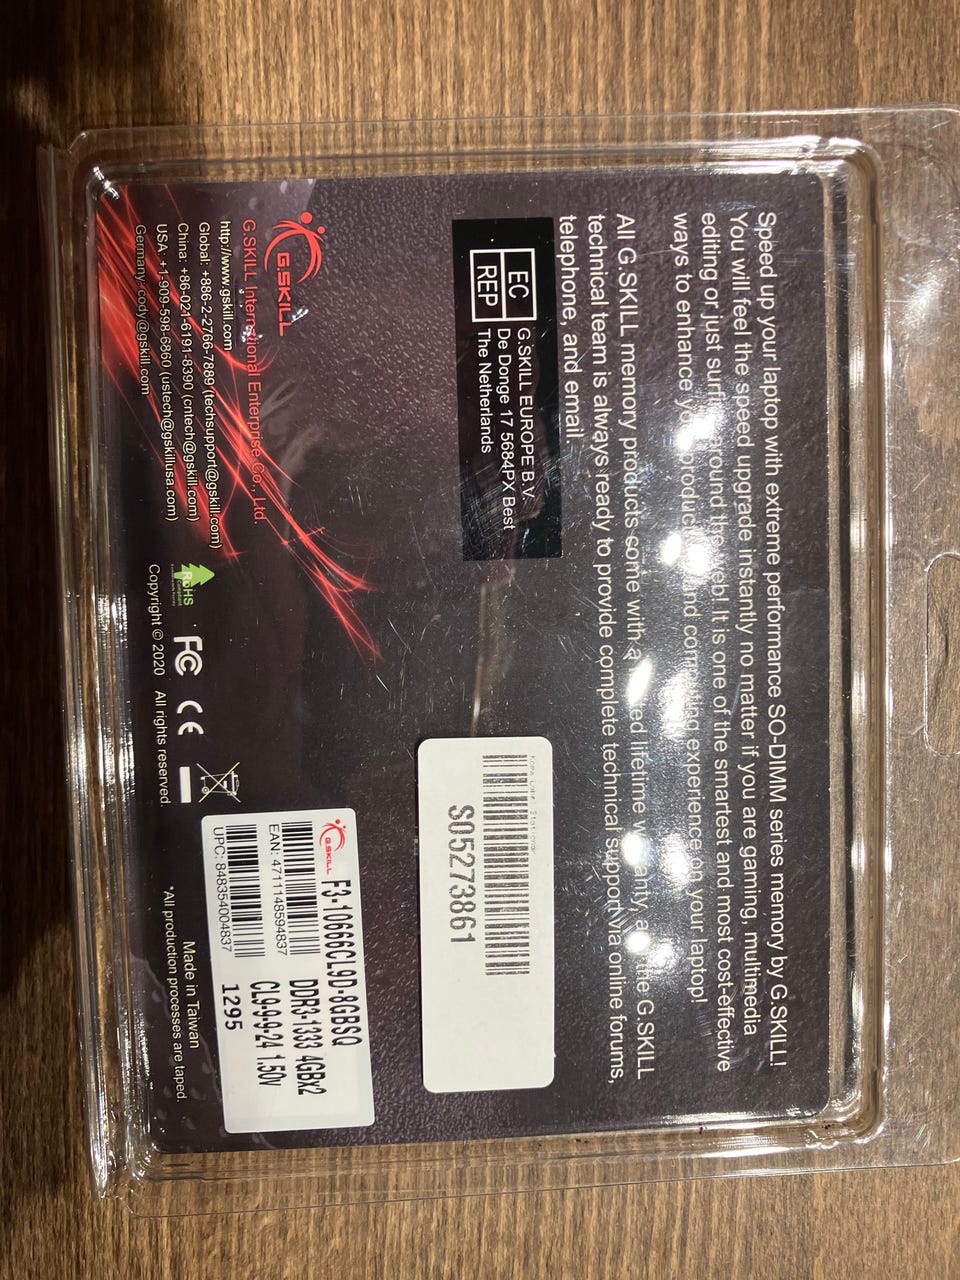 Speed up your laptop with extreme performance SO-DIMM series memory by G.SKILL!
You will feel the speed upgrade instantly no matter if you are gaming, multimedia
editing or just surfing around the web! It is one of the smartest and most cost-effective
ways to enhance your productivity and computing experience on your laptop!
All G.SKILL memory products come with a limited lifetime warranty, and the G.SKILL
technical team is always ready to provide complete technical support via online forums,
telephone, and email.
EC
REP
G.SKILL EUROPE B.V.
De Donge 17 5684PX Best
The Netherlands
S05273861
G.SKILL
G.SKILL International Enterprise Co., Ltd.
http://www.gskill.com
Global: +886-2-2766-7889 (techsupport@gskill.com)
China: +86-021-6191-8390 (cntech@gskill.com)
USA: +1-909-598-6860 (ustech@gskillusa.com)
Germany: cody@gskill.com
RoHS
Compliant
FC CE
Copyright © 2020 All rights reserved.
G.SKILL
F3-10666CL9D-8GBSQ
DDR3-1333 4GBx2
CL9-9-9-24 1.50v
1295
EAN: 4711148594837
UPC: 848354004837
Made in Taiwan
*All production processes are taped.